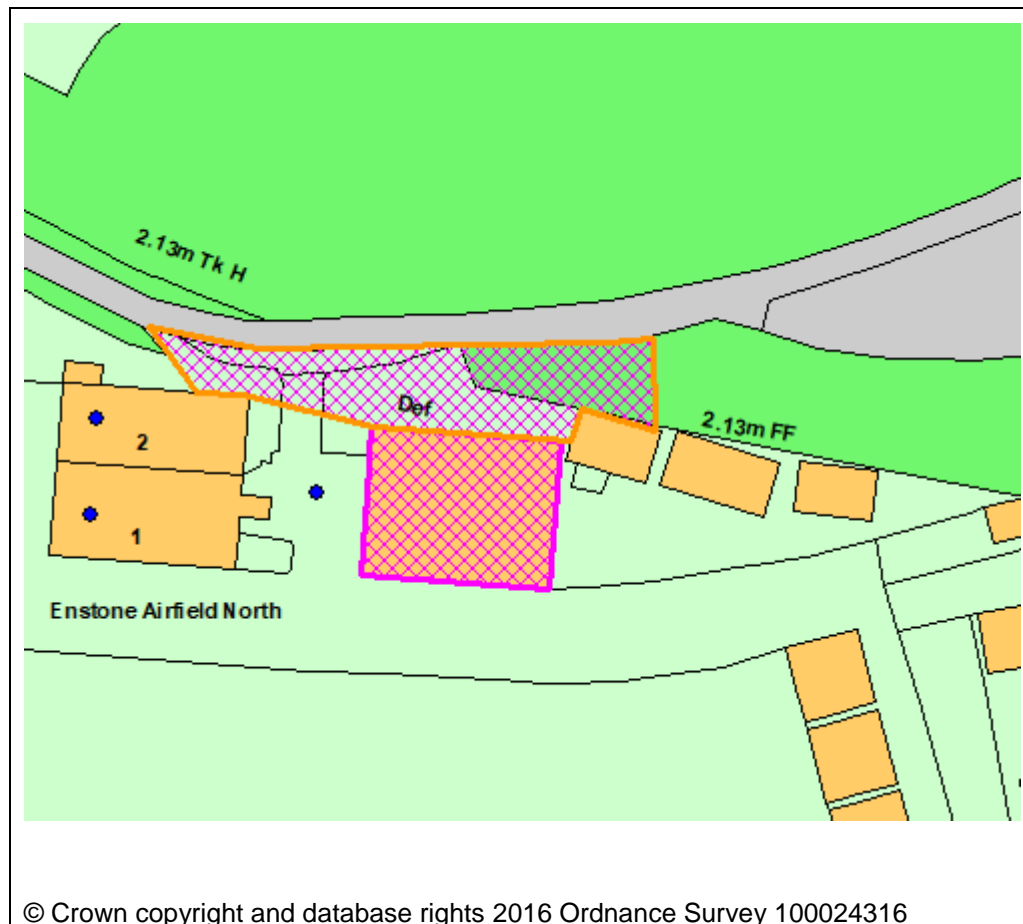 2.13m Tk H
Def
2.13m FF
2
1
Enstone Airfield North
© Crown copyright and database rights 2016 Ordnance Survey 100024316